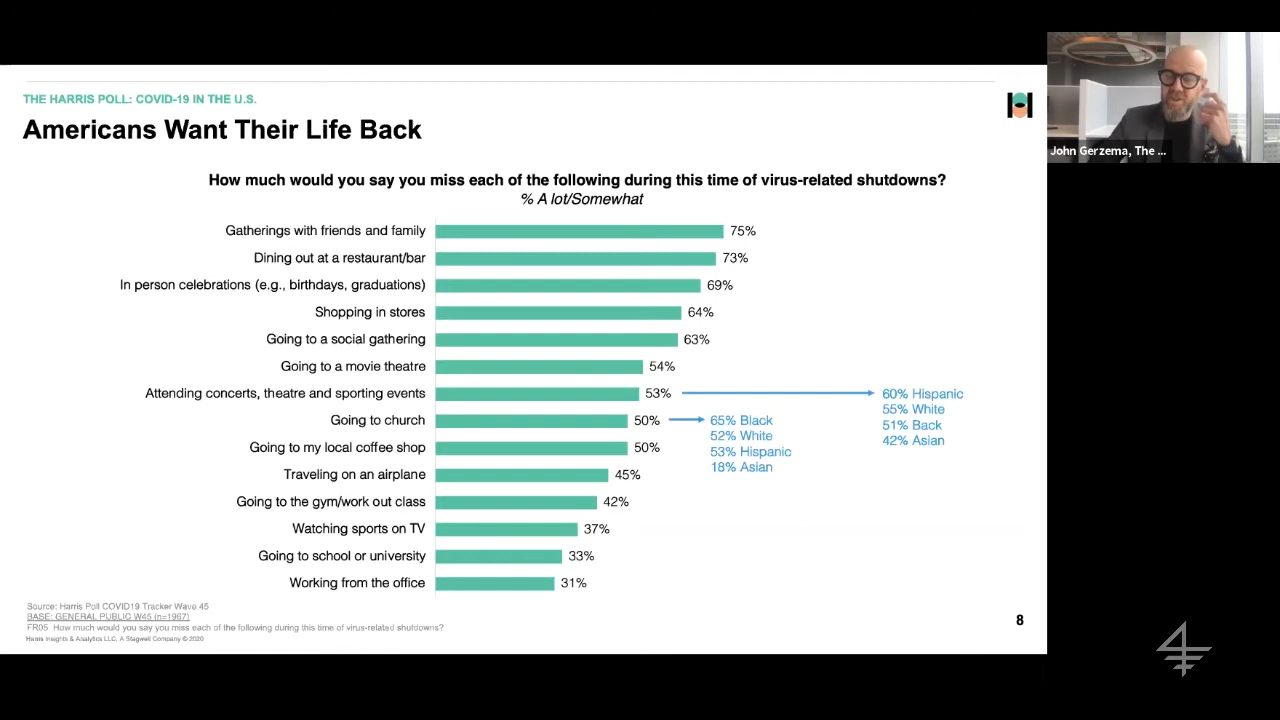 THE HARRIS POLL: COVID-19 IN THE U.S.
Americans Want Their Life Back
John Gerzema, The ...
How much would you say you miss each of the following during this time of virus-related shutdowns?
% A lot/Somewhat
Gatherings with friends and family 75%
Dining out at a restaurant/bar 73%
In person celebrations (e.g., birthdays, graduations) 69%
Shopping in stores 64%
Going to a social gathering 63%
Going to a movie theatre 54%
Attending concerts, theatre and sporting events 53%
60% Hispanic
55% White
51% Back
42% Asian
Going to church 50%
65% Black
52% White
53% Hispanic
18% Asian
Going to my local coffee shop 50%
Traveling on an airplane 45%
Going to the gym/work out class 42%
Watching sports on TV 37%
Going to school or university 33%
Working from the office 31%
Source: Harris Poll COVID19 Tracker Wave 45
BASE: GENERAL PUBLIC W45 (n=1967)
FR05 How much would you say you miss each of the following during this time of virus-related shutdowns?
Harris Insights & Analytics LLC, A Stagwell Company © 2020
8